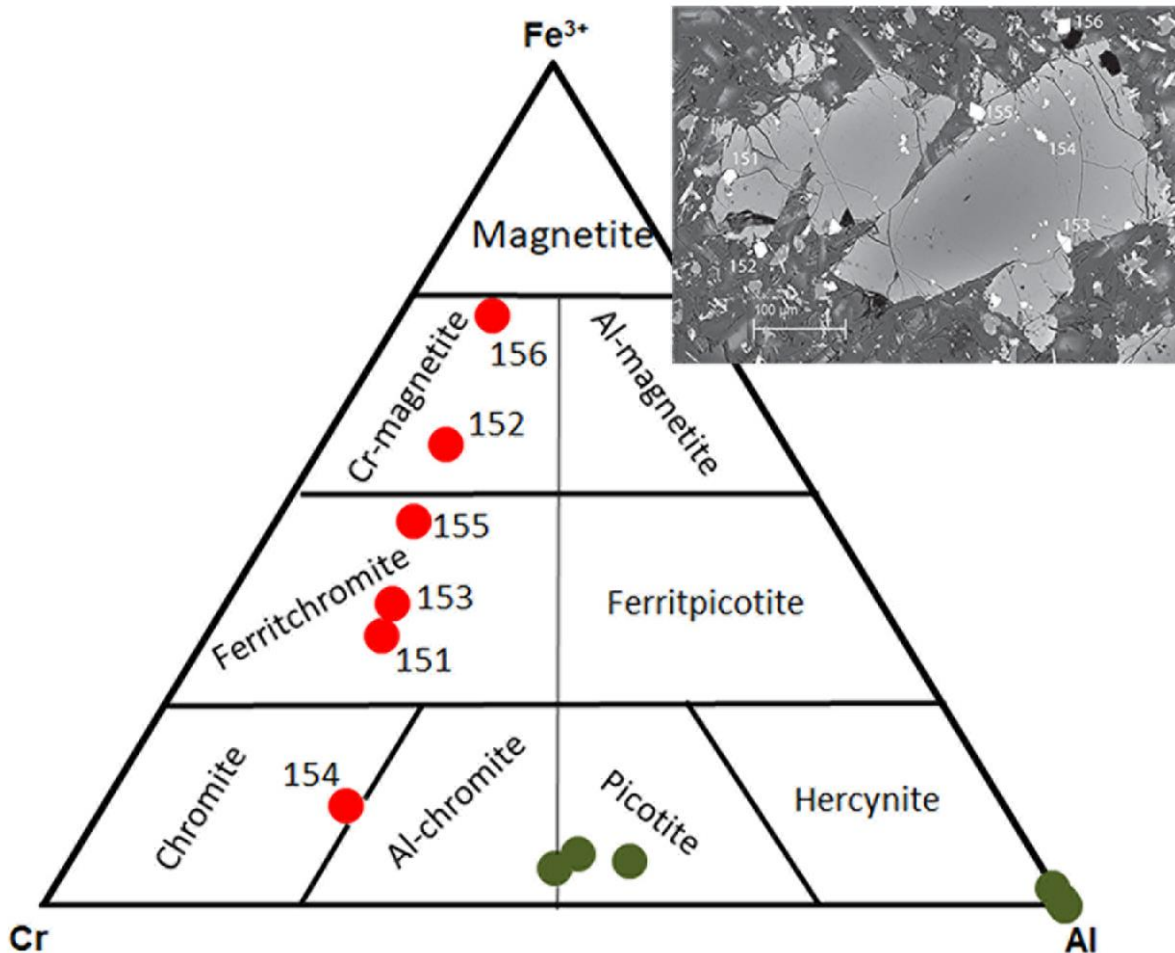 Fe³⁺
156
155
154
151
153
152
100 µm
Magnetite
Cr-magnetite
Al-magnetite
156
152
155
Ferritchromite
153
Ferritpicotite
151
Chromite
154
Al-chromite
Picotite
Hercynite
Cr
Al